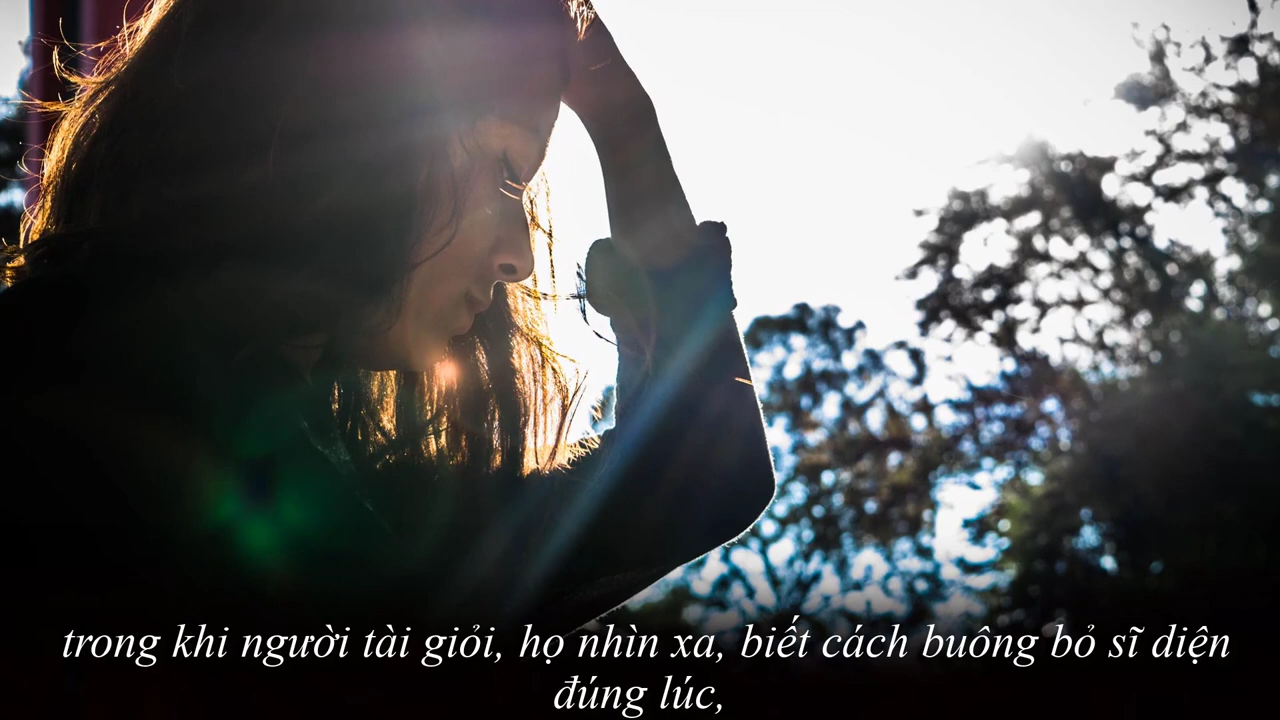 trong khi người tài giỏi, họ nhìn xa, biết cách buông bỏ sĩ diện
đúng lúc,